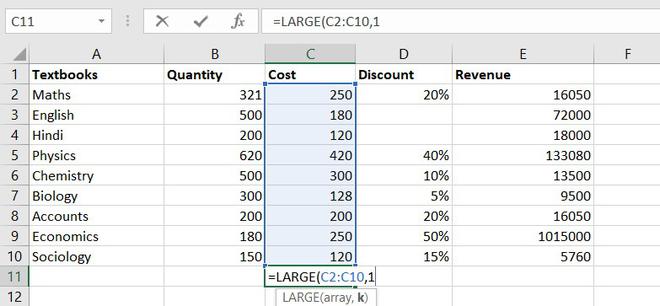 C11 fx =LARGE(C2:C10,1
A B C D E F
1 Textbooks Quantity Cost Discount Revenue
2 Maths 321 250 20% 16050
3 English 500 180 72000
4 Hindi 200 120 18000
5 Physics 620 420 40% 133080
6 Chemistry 500 300 10% 13500
7 Biology 300 128 5% 9500
8 Accounts 200 200 20% 16050
9 Economics 180 250 50% 1015000
10 Sociology 150 120 15% 5760
11 =LARGE(C2:C10,1
12 LARGE(array, k)